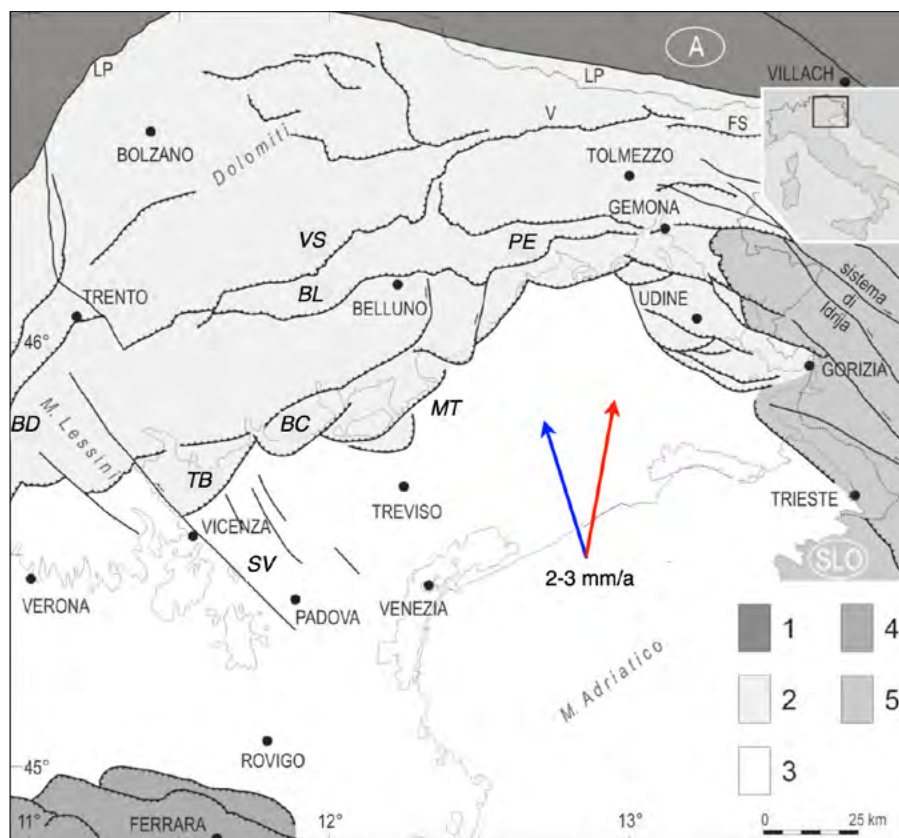 A
LP
LP
VILLACH
V
FS
BOLZANO
Dolomiti
TOLMEZZO
GEMONA
VS
PE
sistema
di
Idrija
BL
TRENTO
BELLUNO
UDINE
46°
GORIZIA
BD
M. Lessini
BC
MT
TB
TREVISO
TRIESTE
VICENZA
SV
SLO
2-3 mm/a
VERONA
PADOVA
VENEZIA
1
4
M. Adriatico
2
5
ROVIGO
3
45°
11°
12°
13°
0 km 25 km
FERRARA